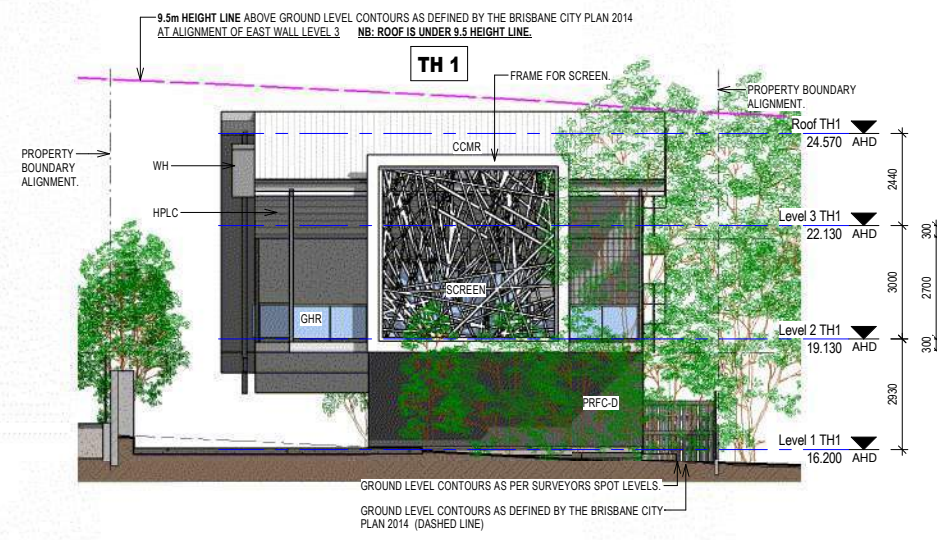 9.5m HEIGHT LINE ABOVE GROUND LEVEL CONTOURS AS DEFINED BY THE BRISBANE CITY PLAN 2014
AT ALIGNMENT OF EAST WALL LEVEL 3 NB: ROOF IS UNDER 9.5 HEIGHT LINE.
TH 1
FRAME FOR SCREEN.
PROPERTY BOUNDARY
ALIGNMENT.
Roof TH1
24.570 AHD
PROPERTY
BOUNDARY
ALIGNMENT.
WH
CCMR
2440
HPLC
Level 3 TH1
22.130 AHD
300
3000
2700
SCREEN
GHR
Level 2 TH1
19.130 AHD
300
2930
PRFC-D
Level 1 TH1
16.200 AHD
GROUND LEVEL CONTOURS AS PER SURVEYORS SPOT LEVELS.
GROUND LEVEL CONTOURS AS DEFINED BY THE BRISBANE CITY
PLAN 2014 (DASHED LINE)